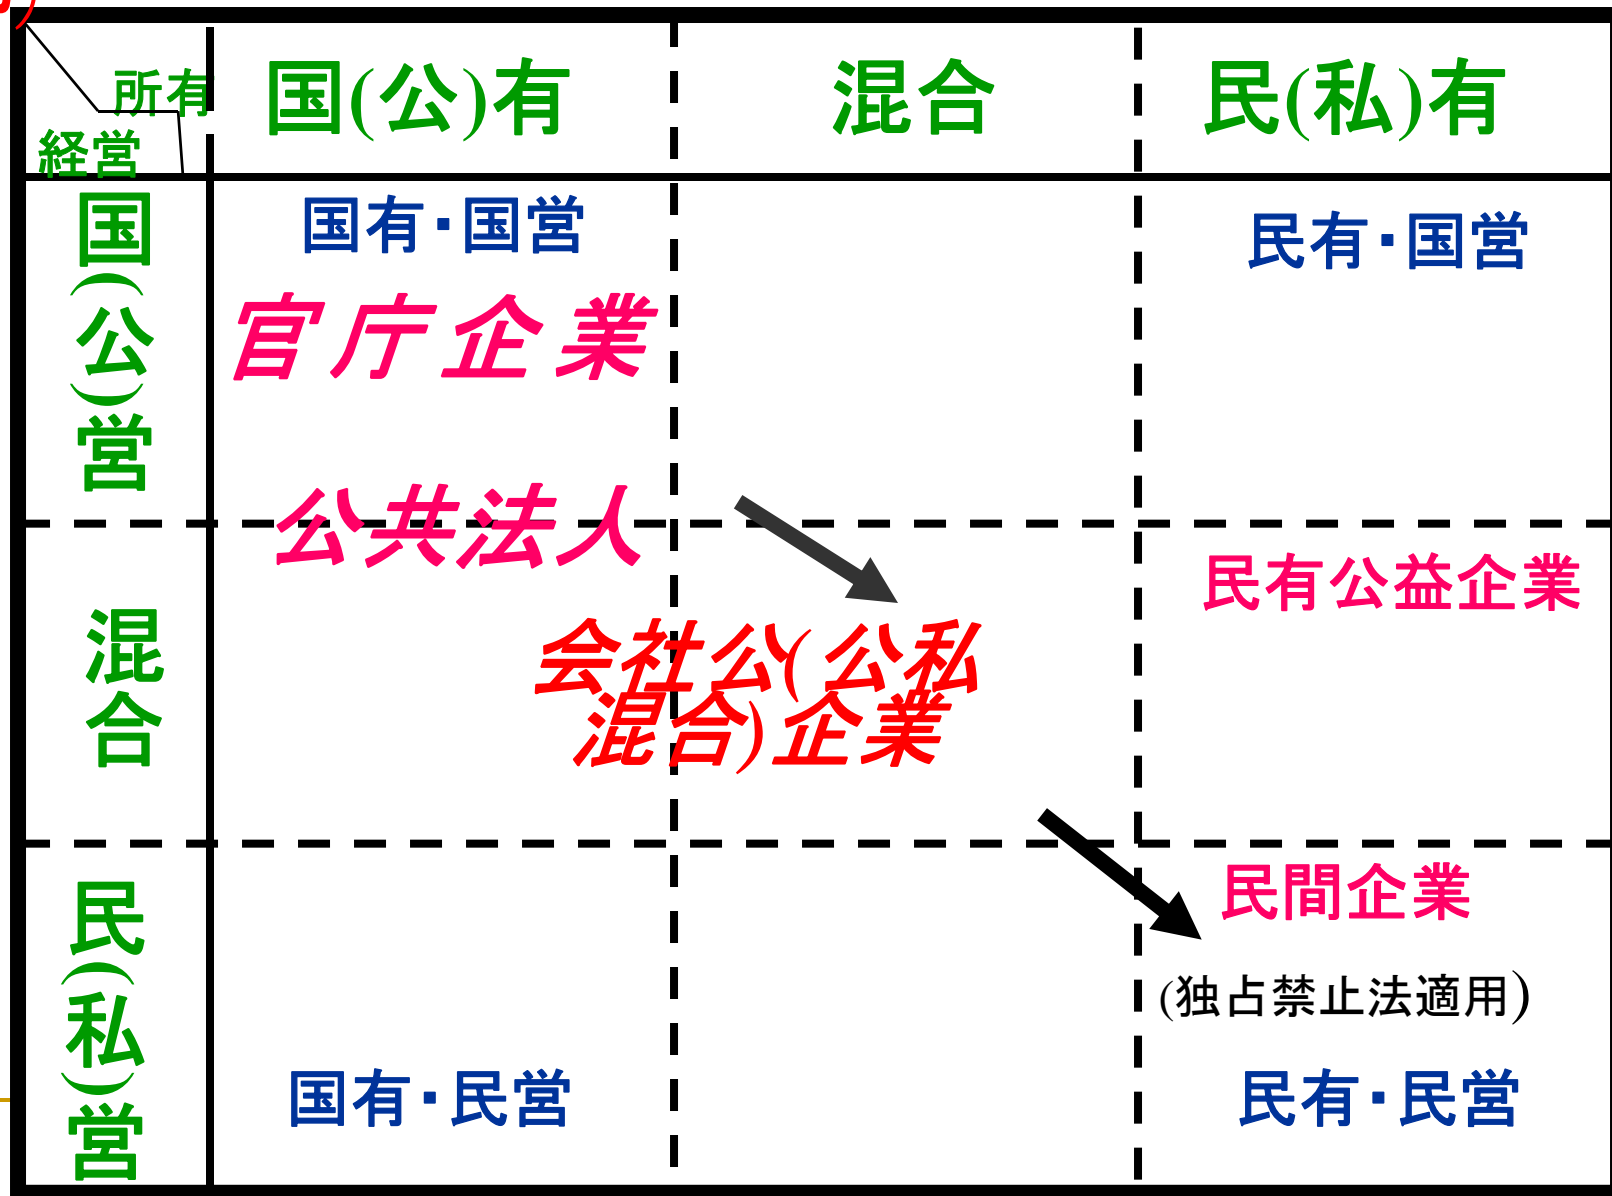 所有
経営
国(公)有
混合
民(私)有
国(公)営
国有・国営
民有・国営
官庁企業
公共法人
混合
民有公益企業
会社公(公私
混合)企業
民(私)営
民間企業
(独占禁止法適用)
国有・民営
民有・民営